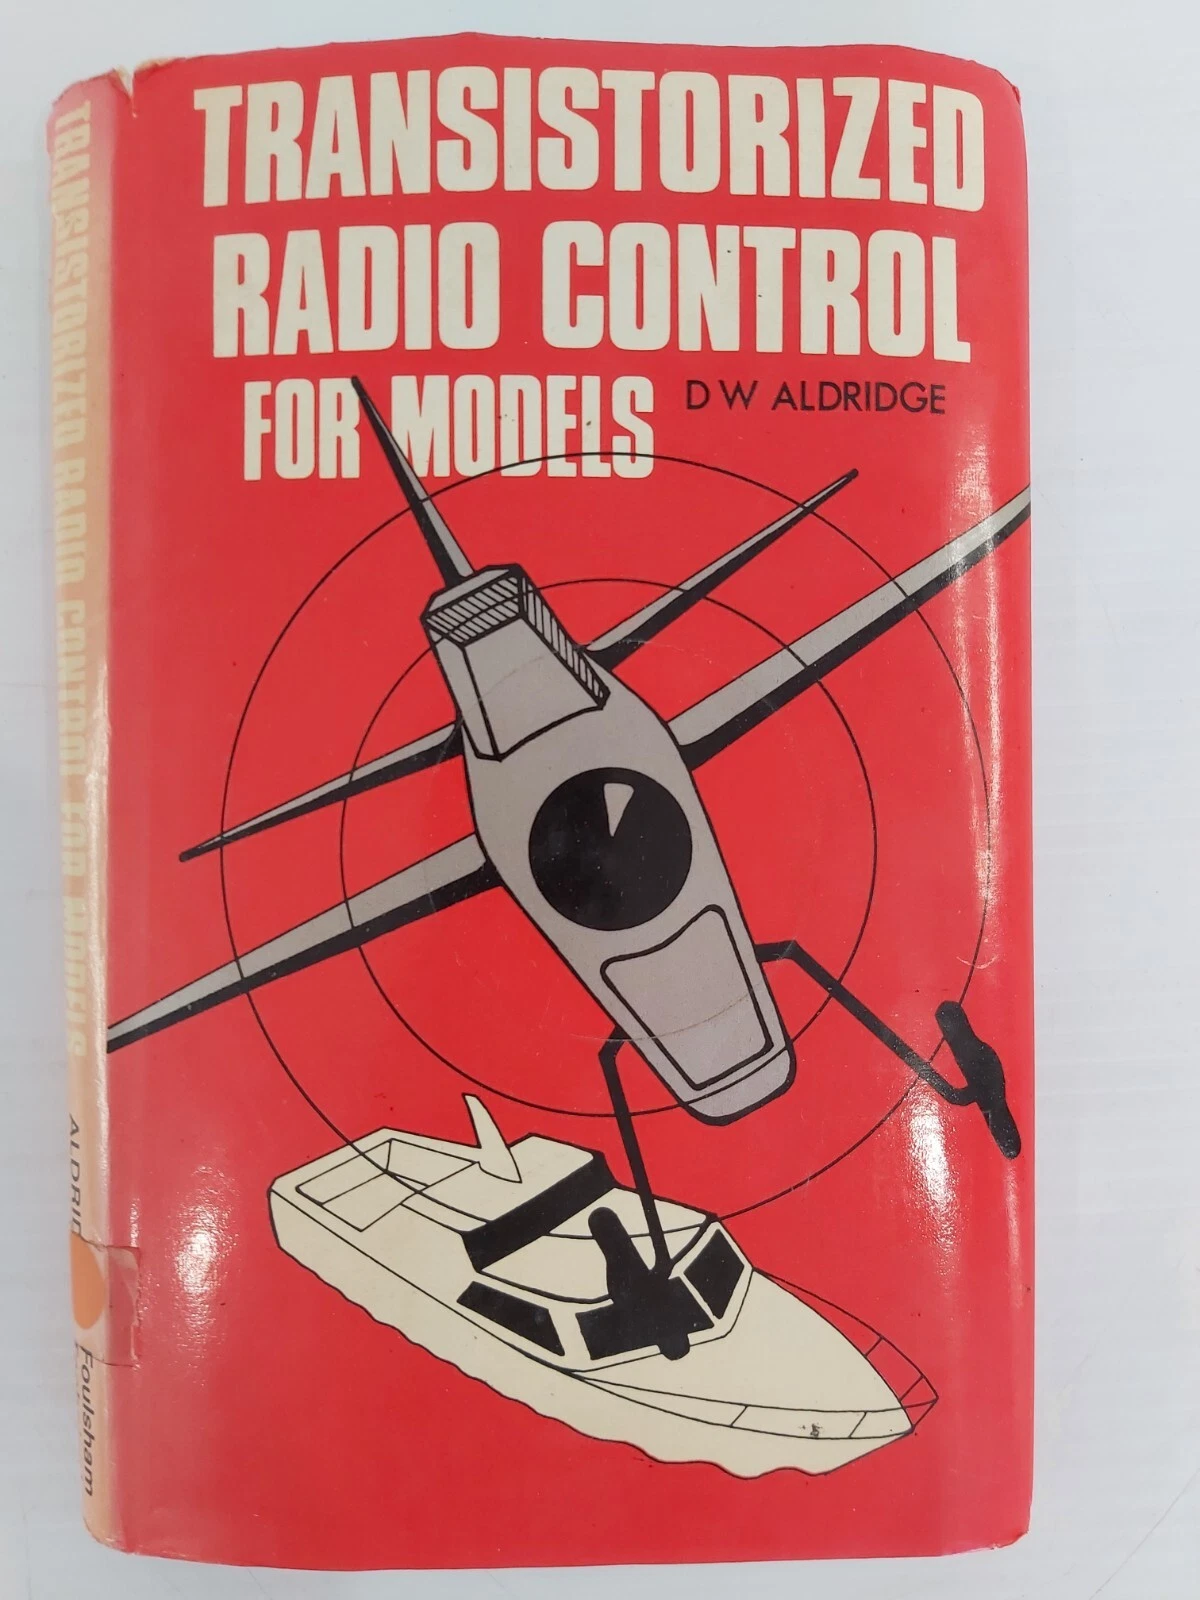 TRANSISTORIZED
RADIO CONTROL
FOR MODELS
D W ALDRIDGE
TRANSISTORIZED RADIO CONTROL FOR MODELS
Foulsham